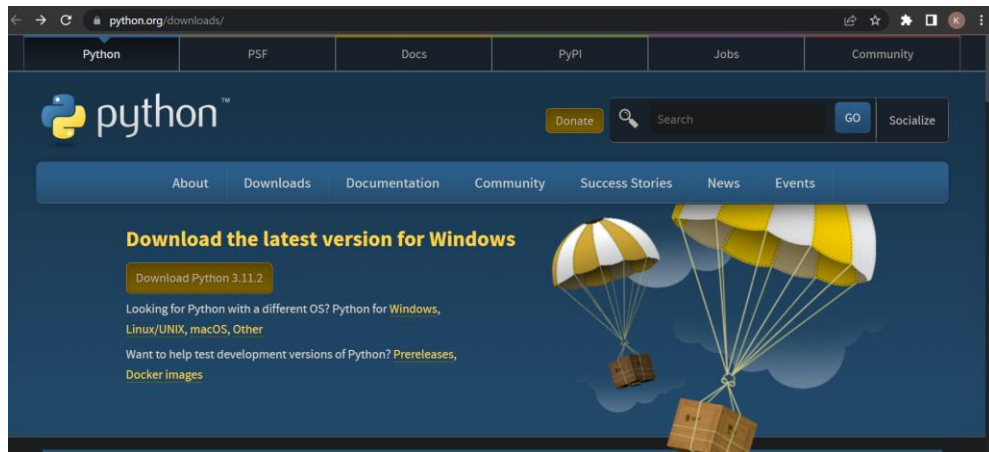 python.org/downloads/
K
Python PSF Docs PyPI Jobs Community
python™
Donate Search GO Socialize
About Downloads Documentation Community Success Stories News Events
Download the latest version for Windows
Download Python 3.11.2
Looking for Python with a different OS? Python for Windows,
Linux/UNIX, macOS, Other
Want to help test development versions of Python? Prereleases,
Docker images